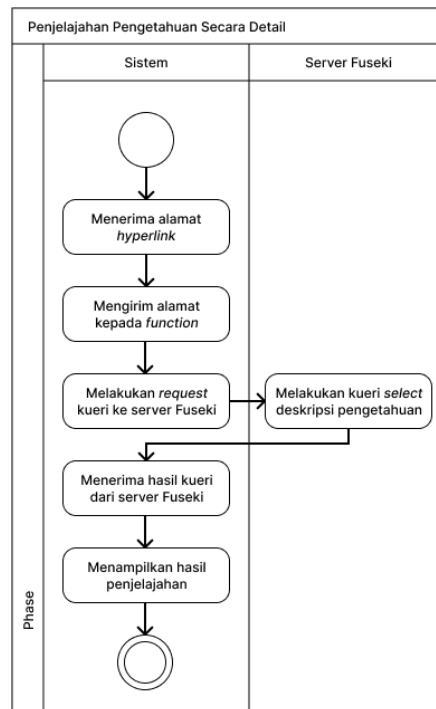 Penjelajahan Pengetahuan Secara Detail
Sistem
Server Fuseki
Menerima alamat
hyperlink
Mengirim alamat
kepada function
Melakukan request
kueri ke server Fuseki
Melakukan kueri select
deskripsi pengetahuan
Menerima hasil kueri
dari server Fuseki
Menampilkan hasil
penjelajahan
Phase